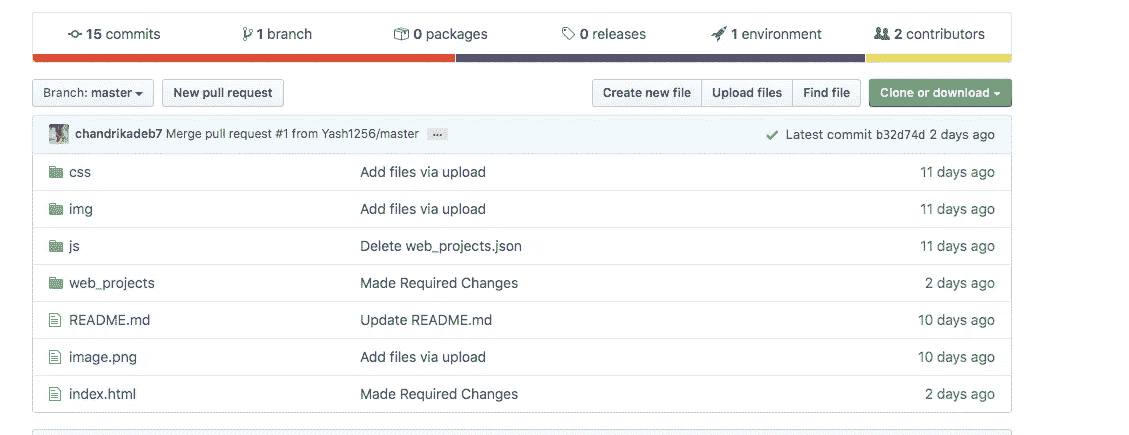 15 commits 1 branch 0 packages 0 releases 1 environment 2 contributors
Branch: master New pull request Create new file Upload files Find file Clone or download
chandrikadeb7 Merge pull request #1 from Yash1256/master ... Latest commit b32d74d 2 days ago
css Add files via upload 11 days ago
img Add files via upload 11 days ago
js Delete web_projects.json 11 days ago
web_projects Made Required Changes 2 days ago
README.md Update README.md 10 days ago
image.png Add files via upload 10 days ago
index.html Made Required Changes 2 days ago